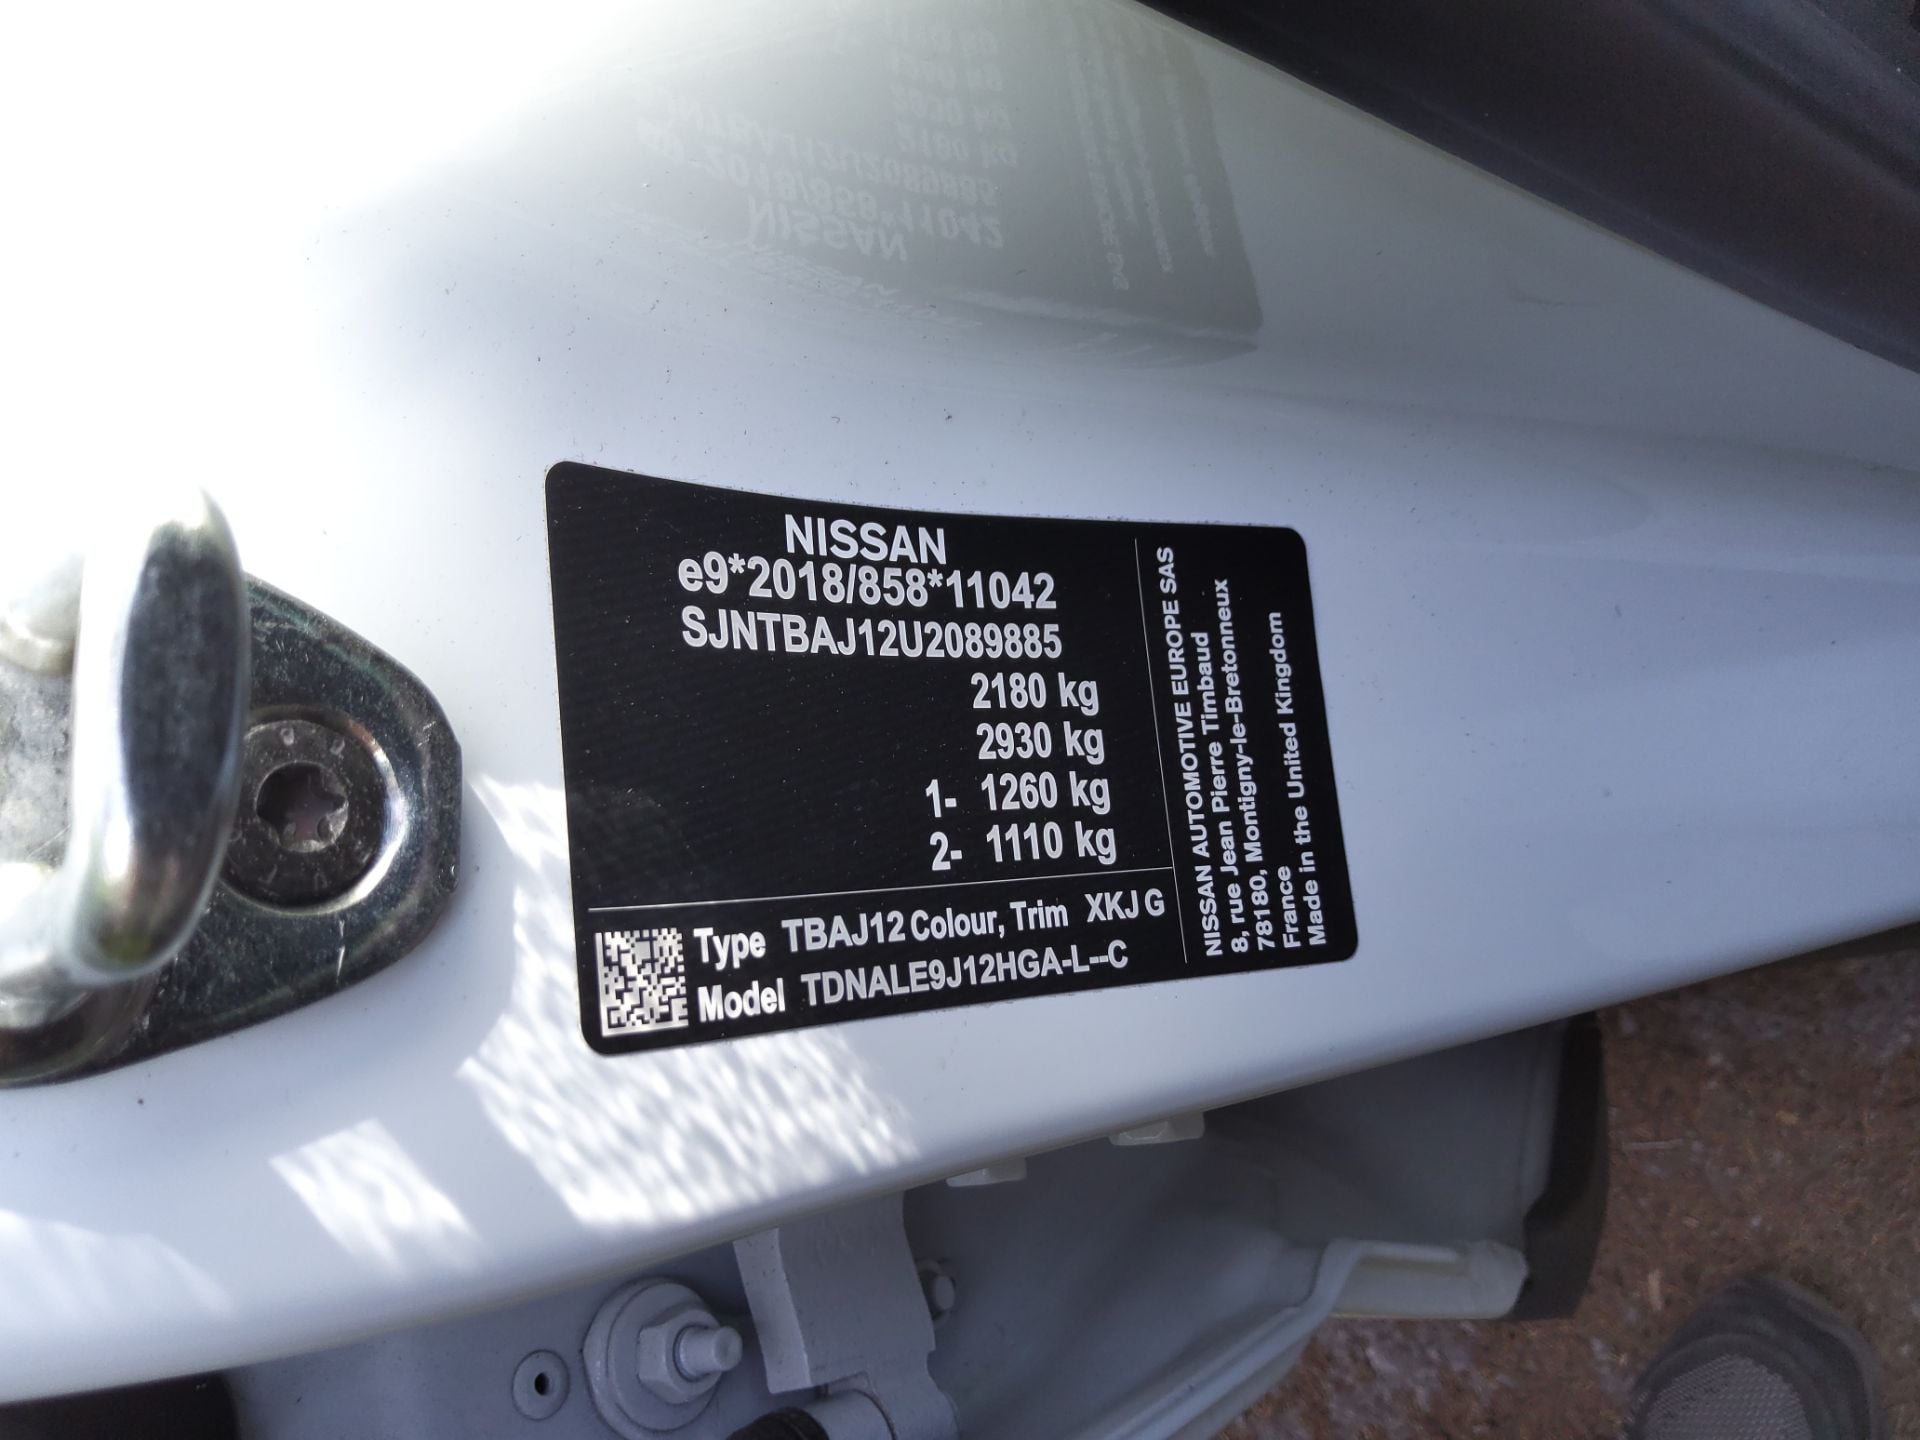 NISSAN
e9*2018/858*11042
SJNTBAJ12U2089885
2180 kg
2930 kg
1- 1260 kg
2- 1110 kg
Type TBAJ12 Colour, Trim XKJ G
Model TDNALE9J12HGA-L--C
NISSAN AUTOMOTIVE EUROPE SAS
8, rue Jean Pierre Timbaud
78180, Montigny-le-Bretonneux
France
Made in the United Kingdom